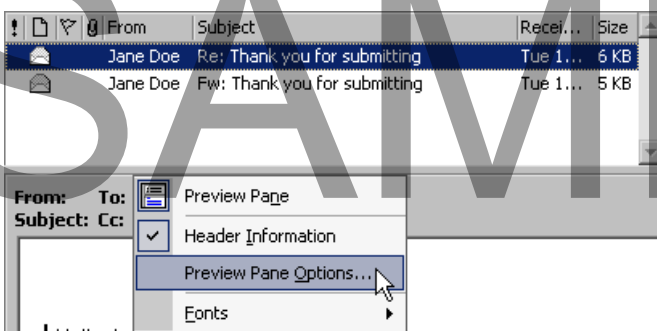 ! From Subject Recei... Size
Jane Doe Re: Thank you for submitting Tue 1... 6 KB
Jane Doe Fw: Thank you for submitting Tue 1... 5 KB
From: To:
Subject: Cc:
Preview Pane
Header Information
Preview Pane Options...
Fonts